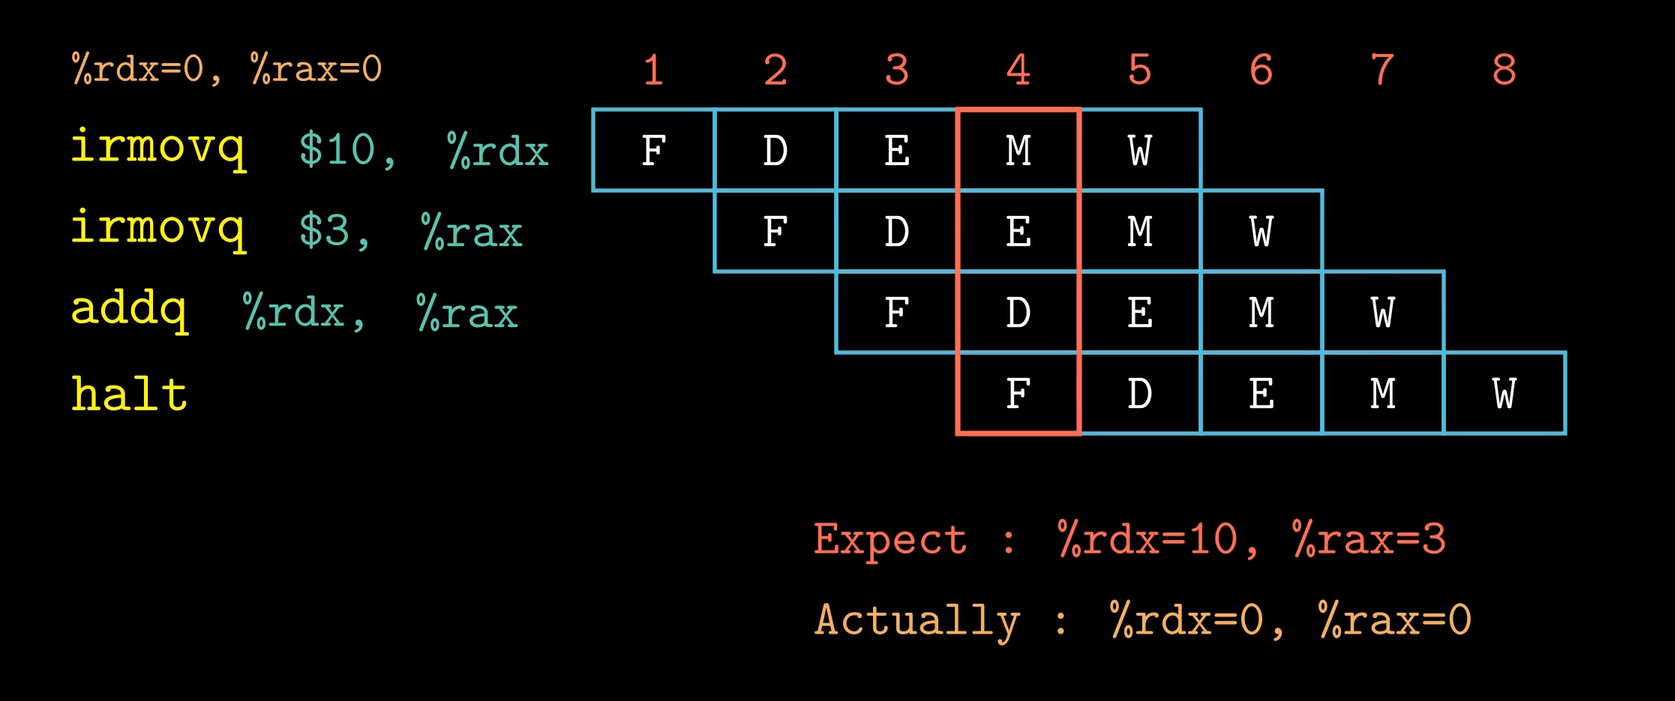 %rdx=0, %rax=0 1 2 3 4 5 6 7 8
irmovq $10, %rdx F D E M W
irmovq $3, %rax F D E M W
addq %rdx, %rax F D E M W
halt F D E M W
Expect : %rdx=10, %rax=3
Actually : %rdx=0, %rax=0